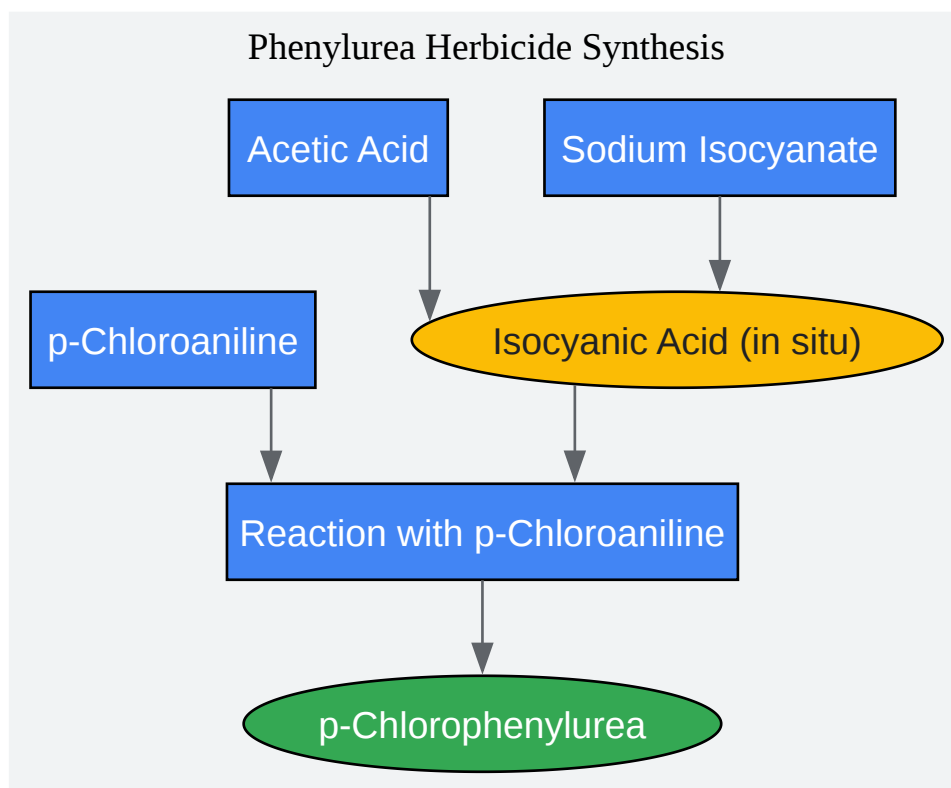 Phenylurea Herbicide Synthesis
Acetic Acid
Sodium Isocyanate
p-Chloroaniline
Isocyanic Acid (in situ)
Reaction with p-Chloroaniline
p-Chlorophenylurea